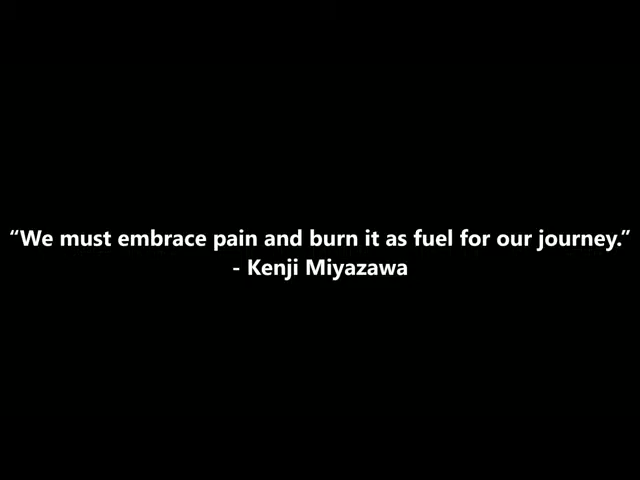 “We must embrace pain and burn it as fuel for our journey.”
- Kenji Miyazawa